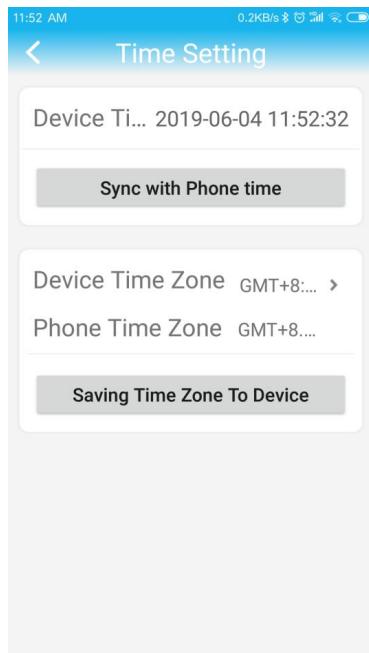 11:52 AM 0.2KB/s
Time Setting
Device Ti... 2019-06-04 11:52:32
Sync with Phone time
Device Time Zone GMT+8:...
Phone Time Zone GMT+8....
Saving Time Zone To Device